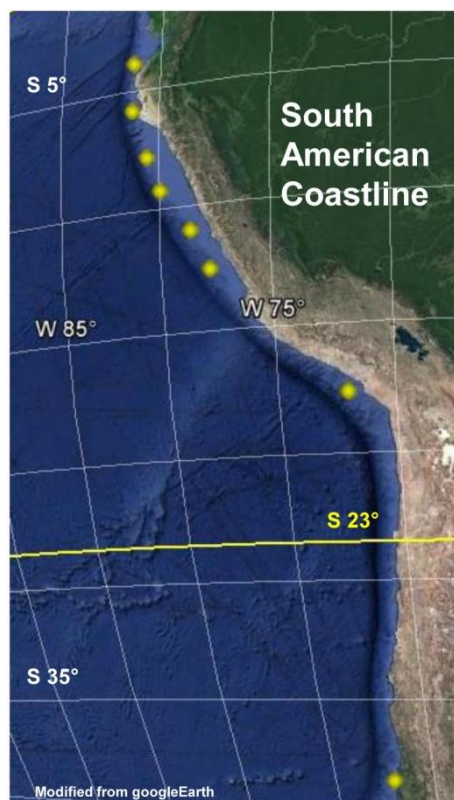 S 5°
South
American
Coastline
W 85°
W 75°
S 23°
S 35°
Modified from googleEarth